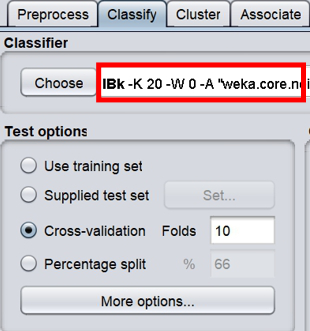 Preprocess Classify Cluster Associate
Classifier
Choose IBk -K 20 -W 0 -A "weka.core.nei
Test options
Use training set
Supplied test set Set...
Cross-validation Folds 10
Percentage split % 66
More options...